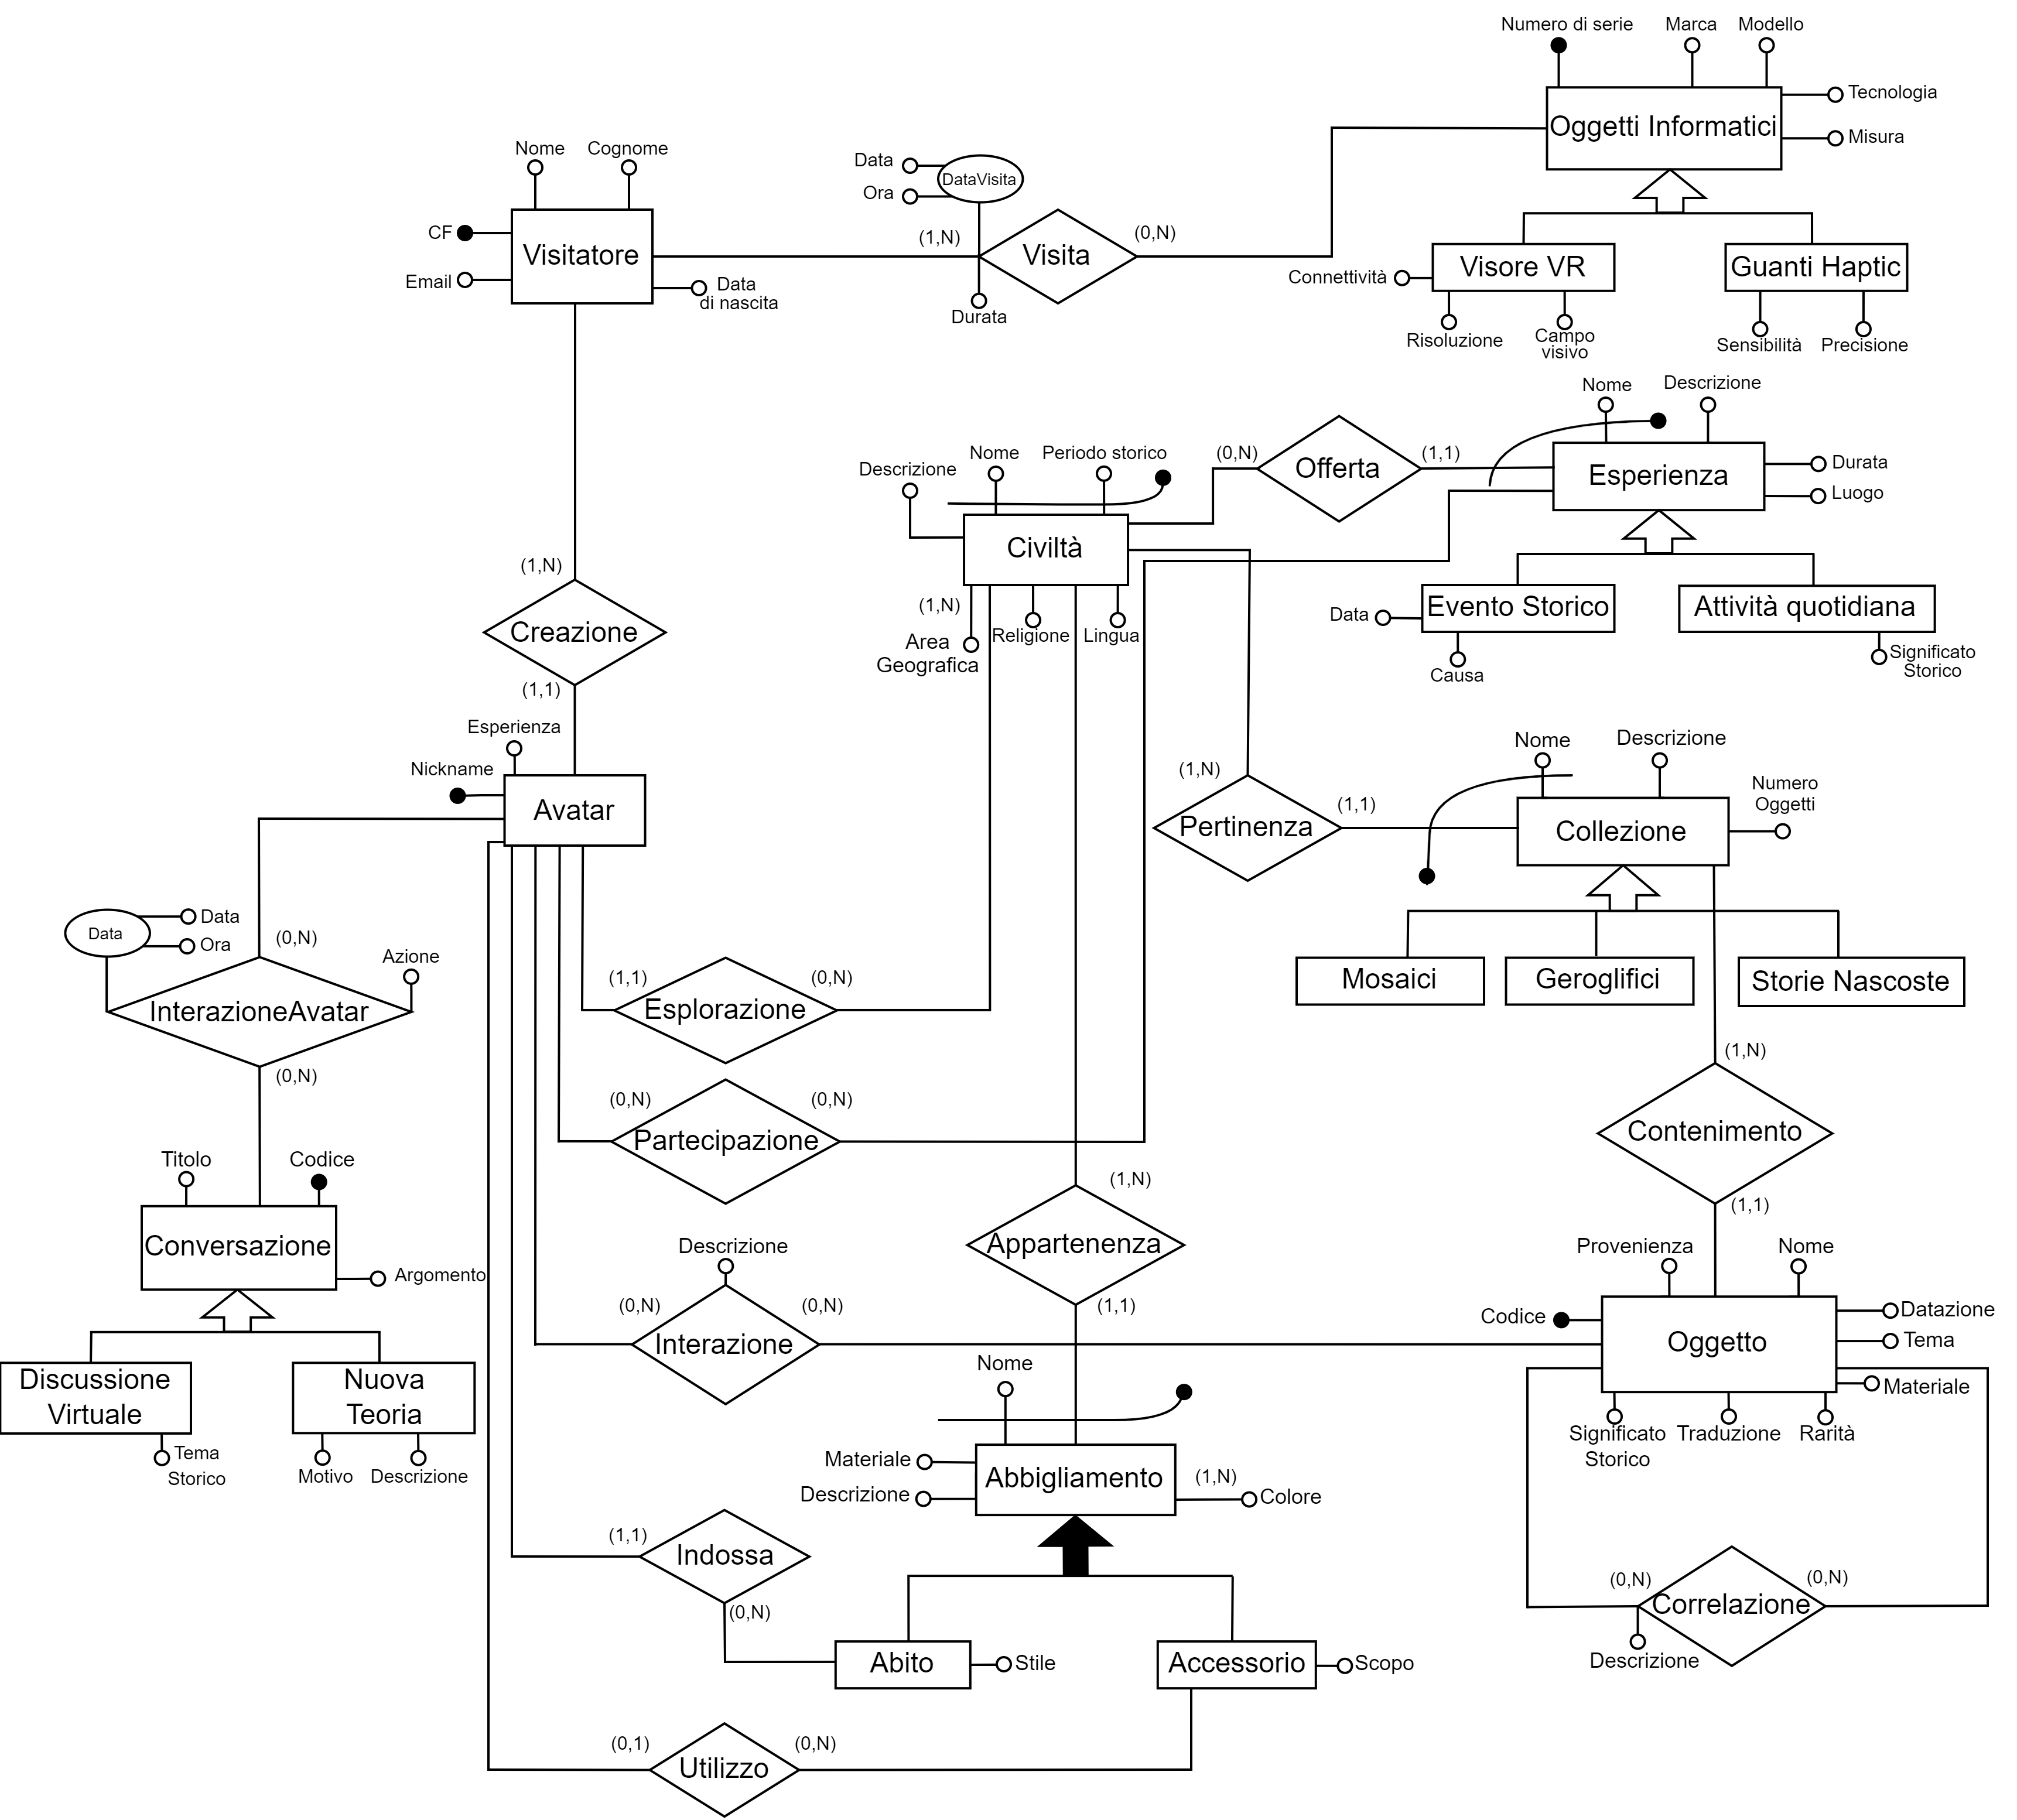 Numero di serie
Marca
Modello
Tecnologia
Oggetti Informatici
Misura
Nome
Cognome
CF
Visitatore
Email
Data
di nascita
Data
DataVisita
Ora
(1,N)
Visita
(0,N)
Durata
Visore VR
Guanti Haptic
Connettività
Risoluzione
Campo
visivo
Sensibilità
Precisione
Nome
Descrizione
(0,N)
Offerta
(1,1)
Esperienza
Durata
Luogo
Descrizione
Nome
Periodo storico
Civiltà
(1,N)
Area
Geografica
Religione
Lingua
Data
Evento Storico
Attività quotidiana
Causa
Significato
Storico
(1,N)
Creazione
(1,1)
Esperienza
Nickname
Avatar
(1,N)
Pertinenza
(1,1)
Nome
Descrizione
Numero
Oggetti
Collezione
Mosaici
Geroglifici
Storie Nascoste
Data
Data
Ora
(0,N)
Azione
InterazioneAvatar
(0,N)
(1,1)
Esplorazione
(0,N)
(0,N)
Partecipazione
(0,N)
(1,N)
Contenimento
(1,1)
Titolo
Codice
Conversazione
Argomento
Discussione
Virtuale
Nuova
Teoria
Tema
Storico
Motivo
Descrizione
(1,N)
Appartenenza
(1,1)
Descrizione
(0,N)
Interazione
(0,N)
Provenienza
Nome
Codice
Oggetto
Datazione
Tema
Materiale
Significato
Storico
Traduzione
Rarità
Nome
Materiale
Descrizione
Abbigliamento
(1,N)
Colore
(1,1)
Indossa
(0,N)
Abito
Stile
Accessorio
Scopo
(0,N)
Correlazione
(0,N)
Descrizione
(0,1)
Utilizzo
(0,N)